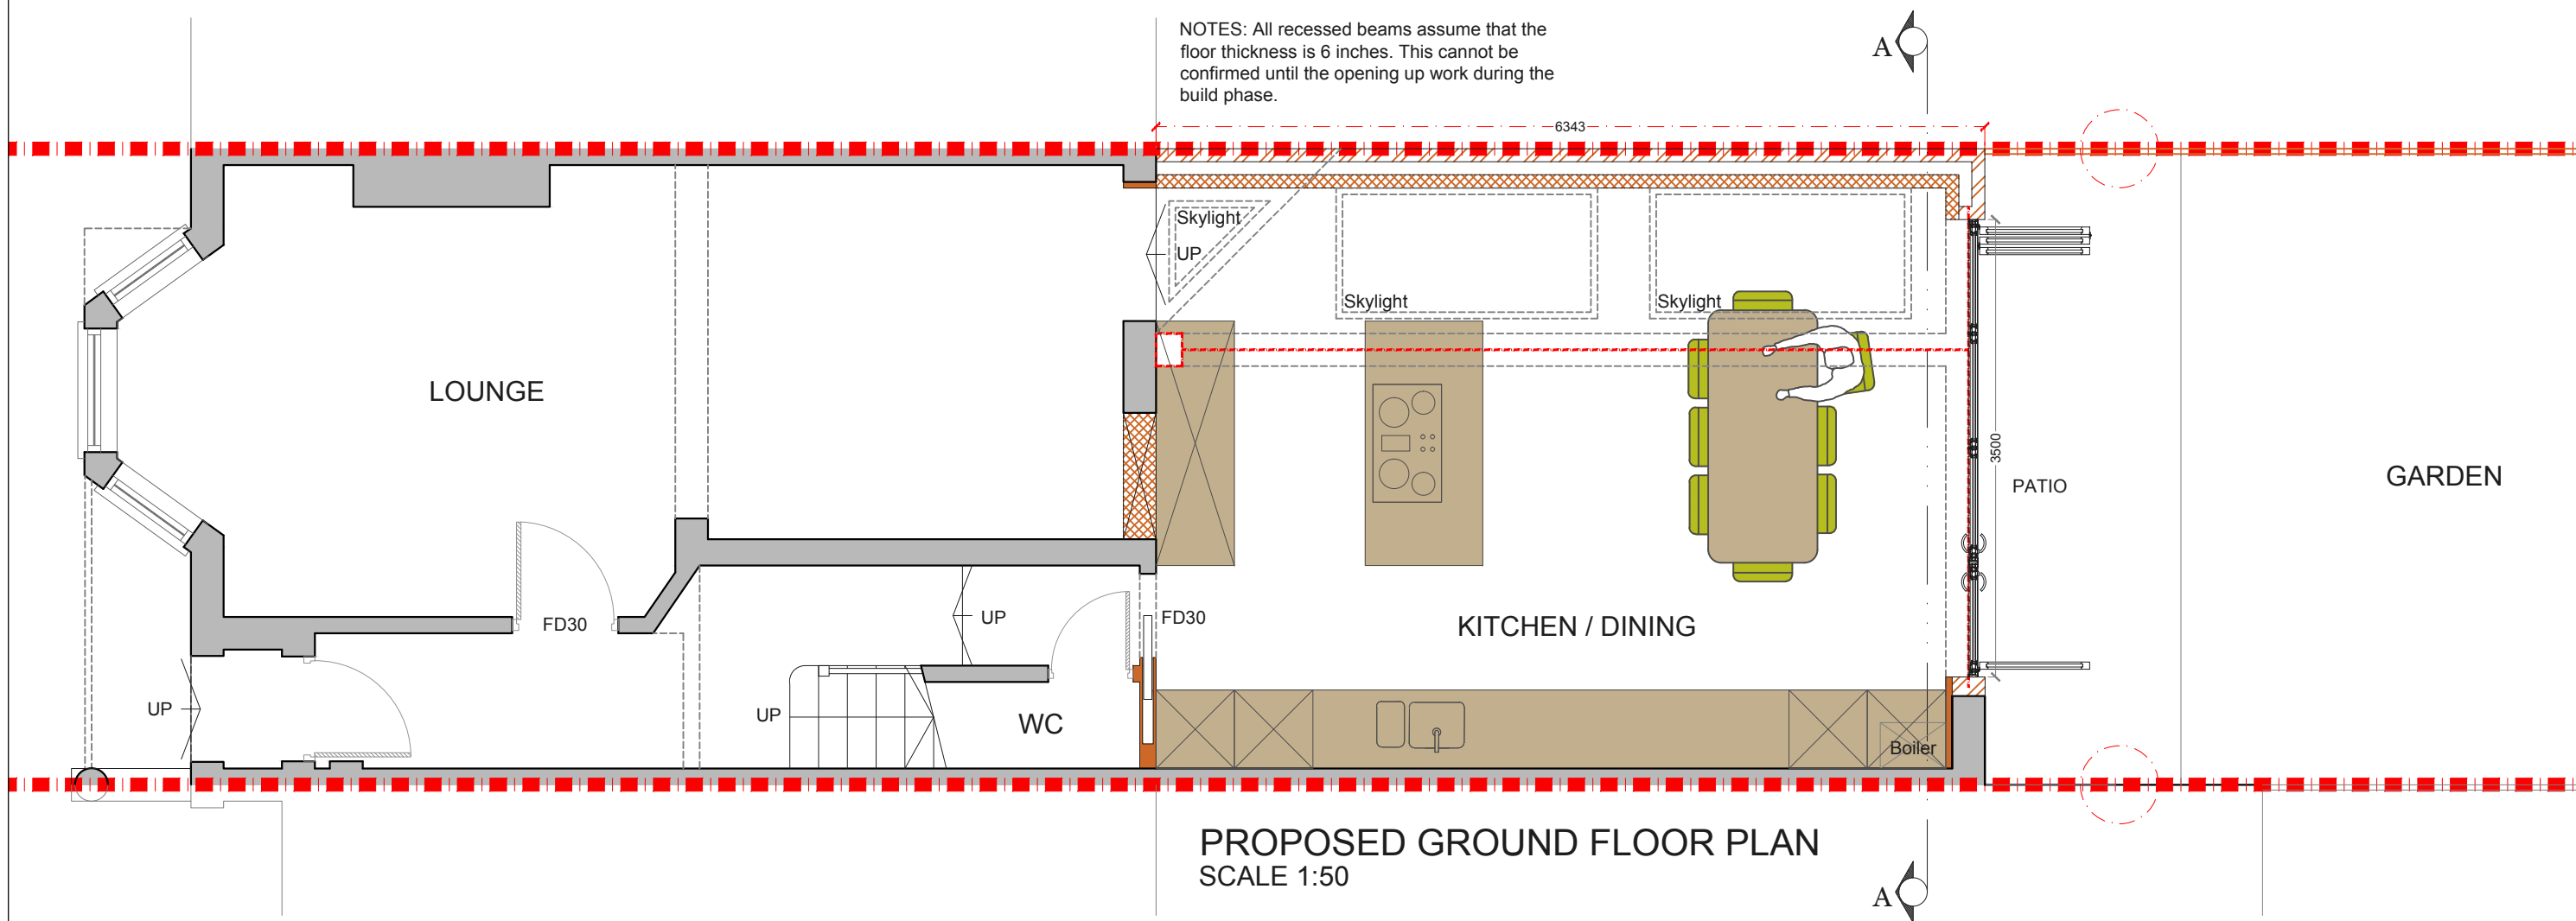 NOTES: All recessed beams assume that the
floor thickness is 6 inches. This cannot be
confirmed until the opening up work during the
build phase.
A
6343
Skylight
UP
Skylight
Skylight
LOUNGE
3500
PATIO
GARDEN
FD30
UP
FD30
KITCHEN / DINING
UP
UP
WC
Boiler
PROPOSED GROUND FLOOR PLAN
SCALE 1:50
A